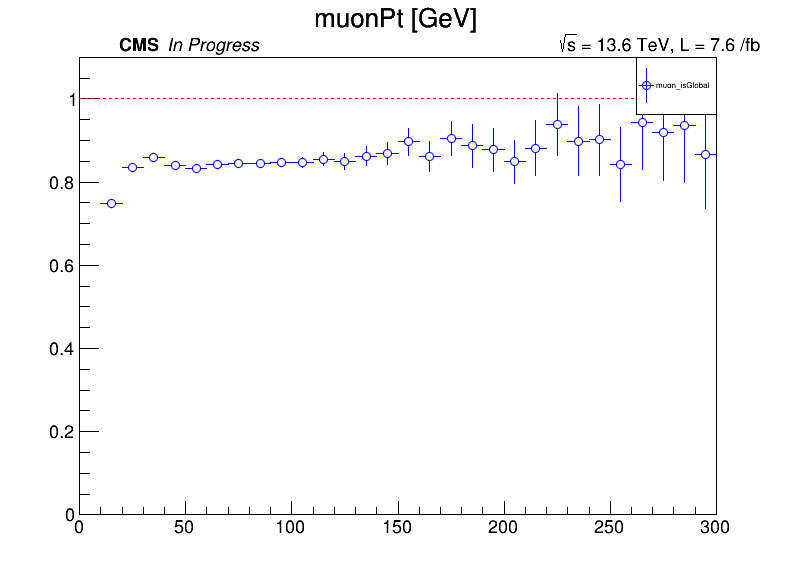 muonPt [GeV]
CMS In Progress
√s = 13.6 TeV, L = 7.6 /fb
muon_isGlobal
1
0.8
0.6
0.4
0.2
0
0 50 100 150 200 250 300